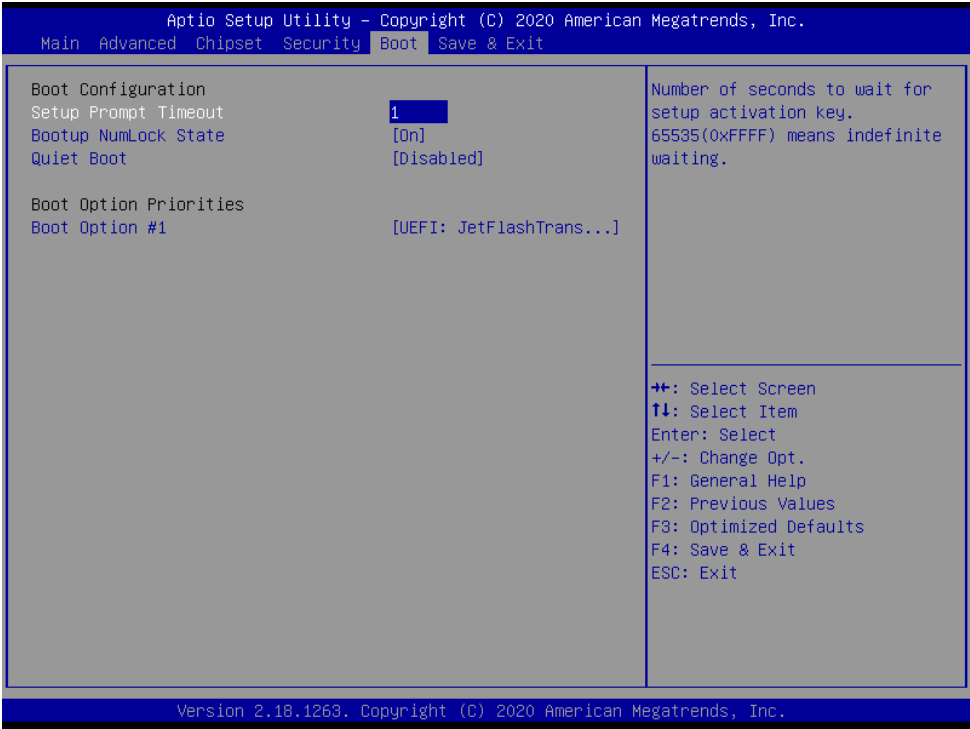 Aptio Setup Utility – Copyright (C) 2020 American Megatrends, Inc.
Main Advanced Chipset Security Boot Save & Exit
Boot Configuration
Setup Prompt Timeout 1
Bootup NumLock State [On]
Quiet Boot [Disabled]
Boot Option Priorities
Boot Option #1 [UEFI: JetFlashTrans...]
Number of seconds to wait for
setup activation key.
65535(0xFFFF) means indefinite
waiting.
→←: Select Screen
↑↓: Select Item
Enter: Select
+/-: Change Opt.
F1: General Help
F2: Previous Values
F3: Optimized Defaults
F4: Save & Exit
ESC: Exit
Version 2.18.1263. Copyright (C) 2020 American Megatrends, Inc.